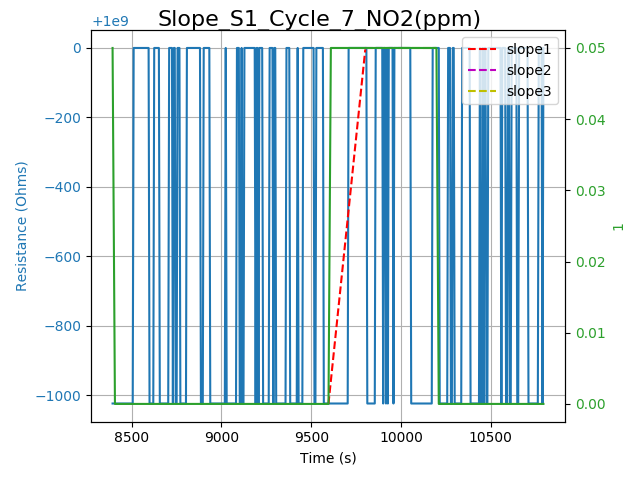 Slope_S1_Cycle_7_NO2(ppm)
+1e9
slope1
slope2
slope3
0
−200
−400
−600
−800
−1000
Resistance (Ohms)
0.05
0.04
0.03
0.02
0.01
0.00
1
8500
9000
9500
10000
10500
Time (s)